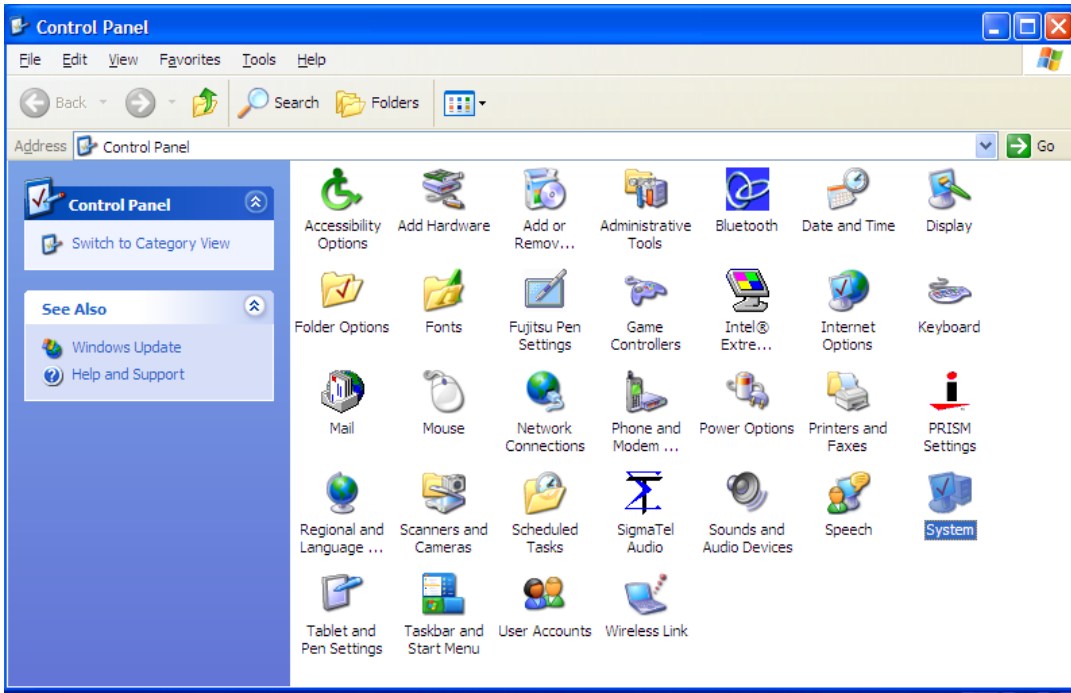 Control Panel
File Edit View Favorites Tools Help
Back Search Folders
Address Control Panel Go
Control Panel
Switch to Category View
See Also
Windows Update
Help and Support
Accessibility Options
Add Hardware
Add or Remov...
Administrative Tools
Bluetooth
Date and Time
Display
Folder Options
Fonts
Fujitsu Pen Settings
Game Controllers
Intel® Extre...
Internet Options
Keyboard
Mail
Mouse
Network Connections
Phone and Modem ...
Power Options
Printers and Faxes
PRISM Settings
Regional and Language ...
Scanners and Cameras
Scheduled Tasks
SigmaTel Audio
Sounds and Audio Devices
Speech
System
Tablet and Pen Settings
Taskbar and Start Menu
User Accounts
Wireless Link